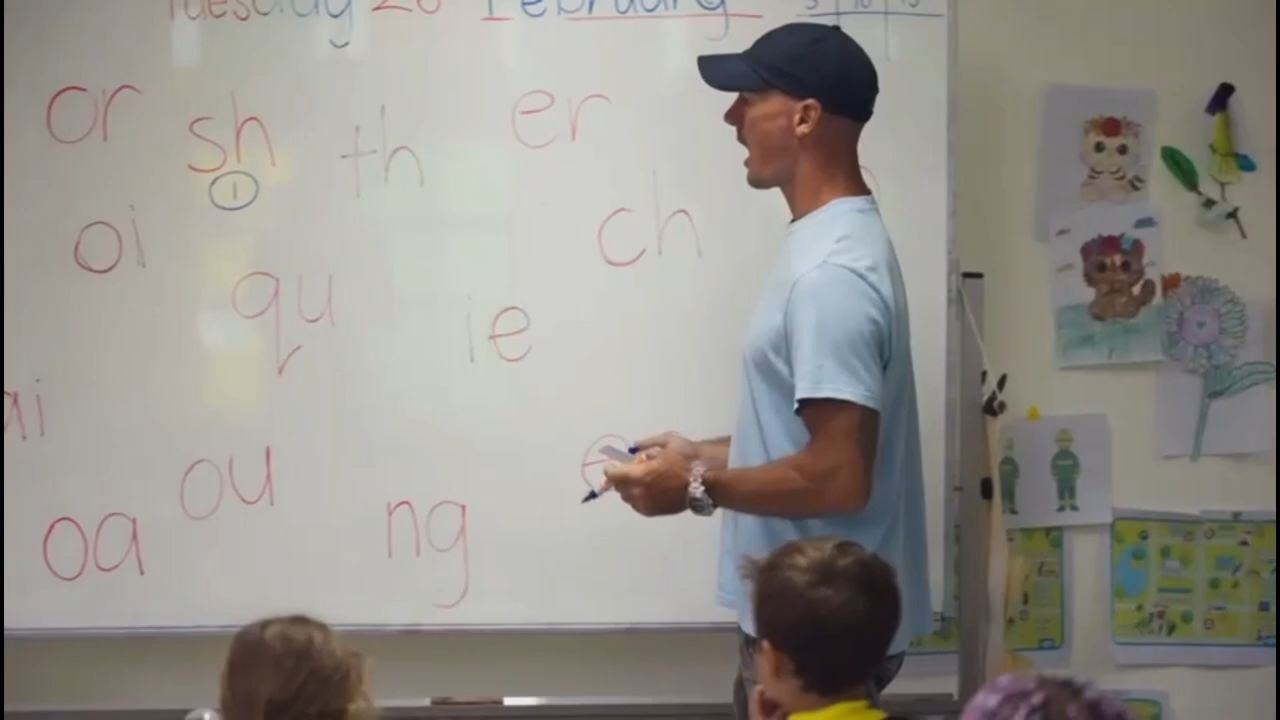 Tuesday 20 February
or
sh
th
er
1
oi
ch
qu
ie
ai
ou
oa
ng